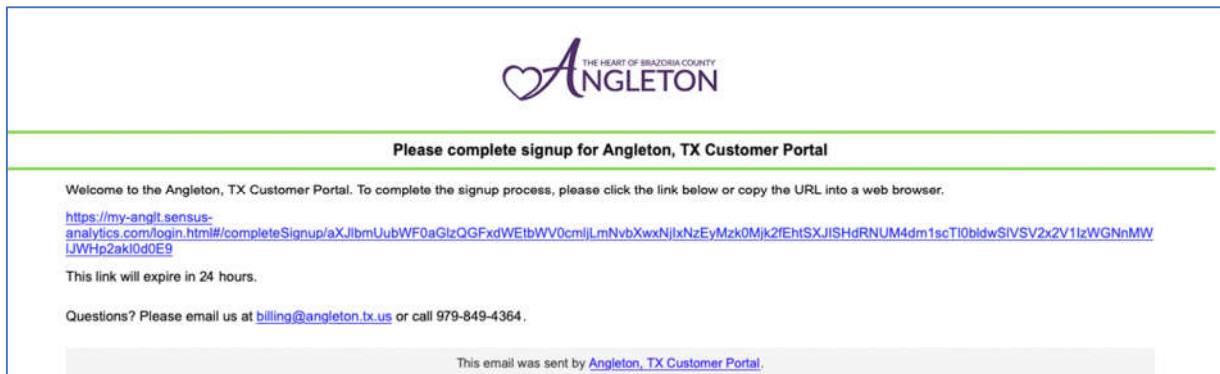 THE HEART OF BRAZORIA COUNTY
ANGLETON
Please complete signup for Angleton, TX Customer Portal
Welcome to the Angleton, TX Customer Portal. To complete the signup process, please click the link below or copy the URL into a web browser.
https://my-anglt.sensus-
analytics.com/login.html#/completeSignup/
This link will expire in 24 hours.
Questions? Please email us at billing@angleton.tx.us or call 979-849-4364.
This email was sent by Angleton, TX Customer Portal.